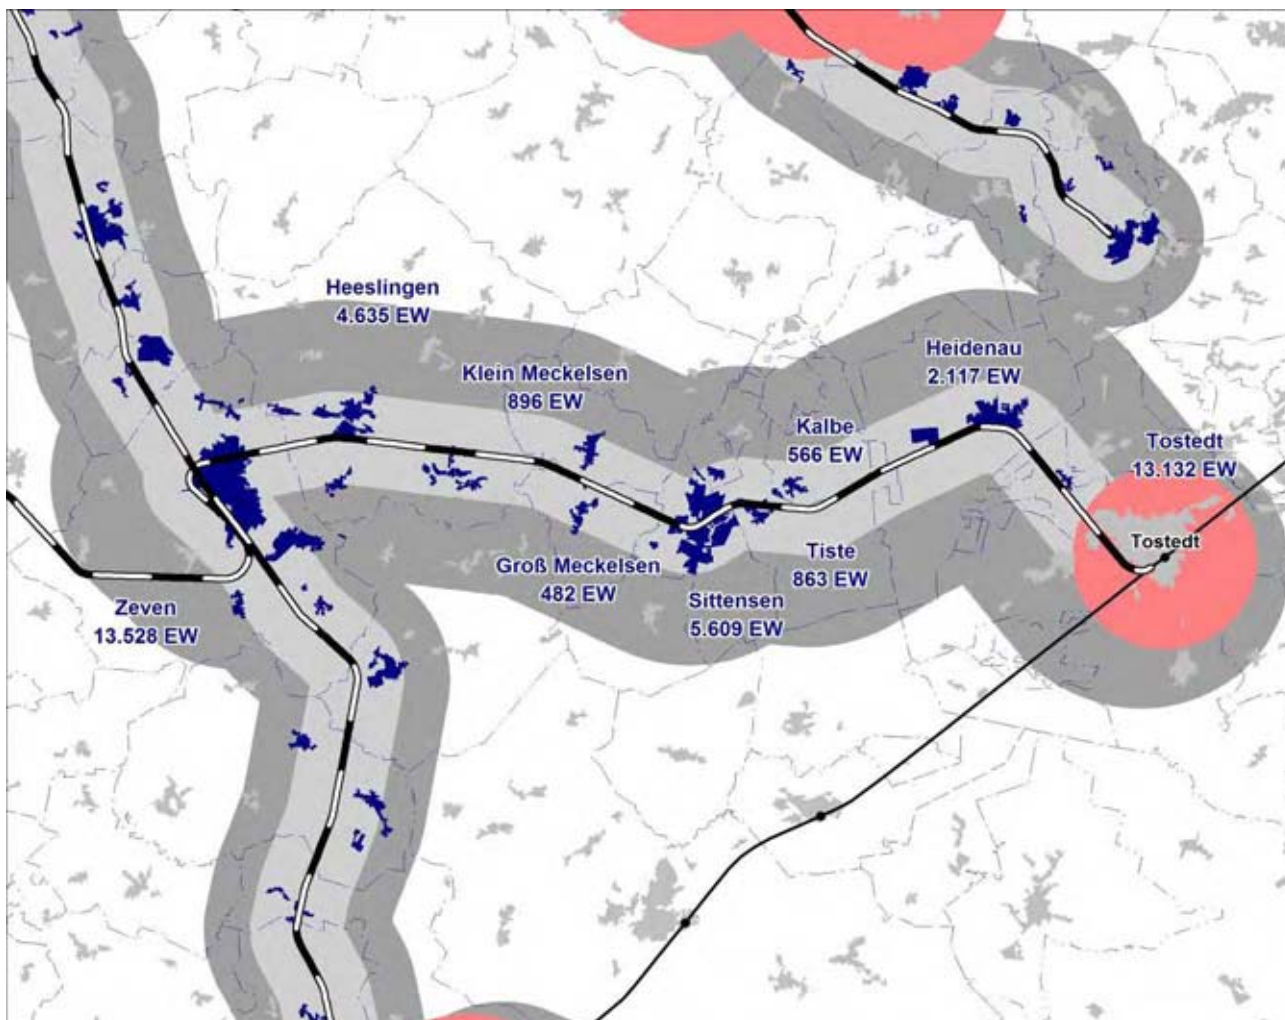 Heeslingen
4.635 EW
Klein Meckelsen
896 EW
Heidenau
2.117 EW
Kalbe
566 EW
Tostedt
13.132 EW
Tostedt
Groß Meckelsen
482 EW
Tiste
863 EW
Sittensen
5.609 EW
Zeven
13.528 EW